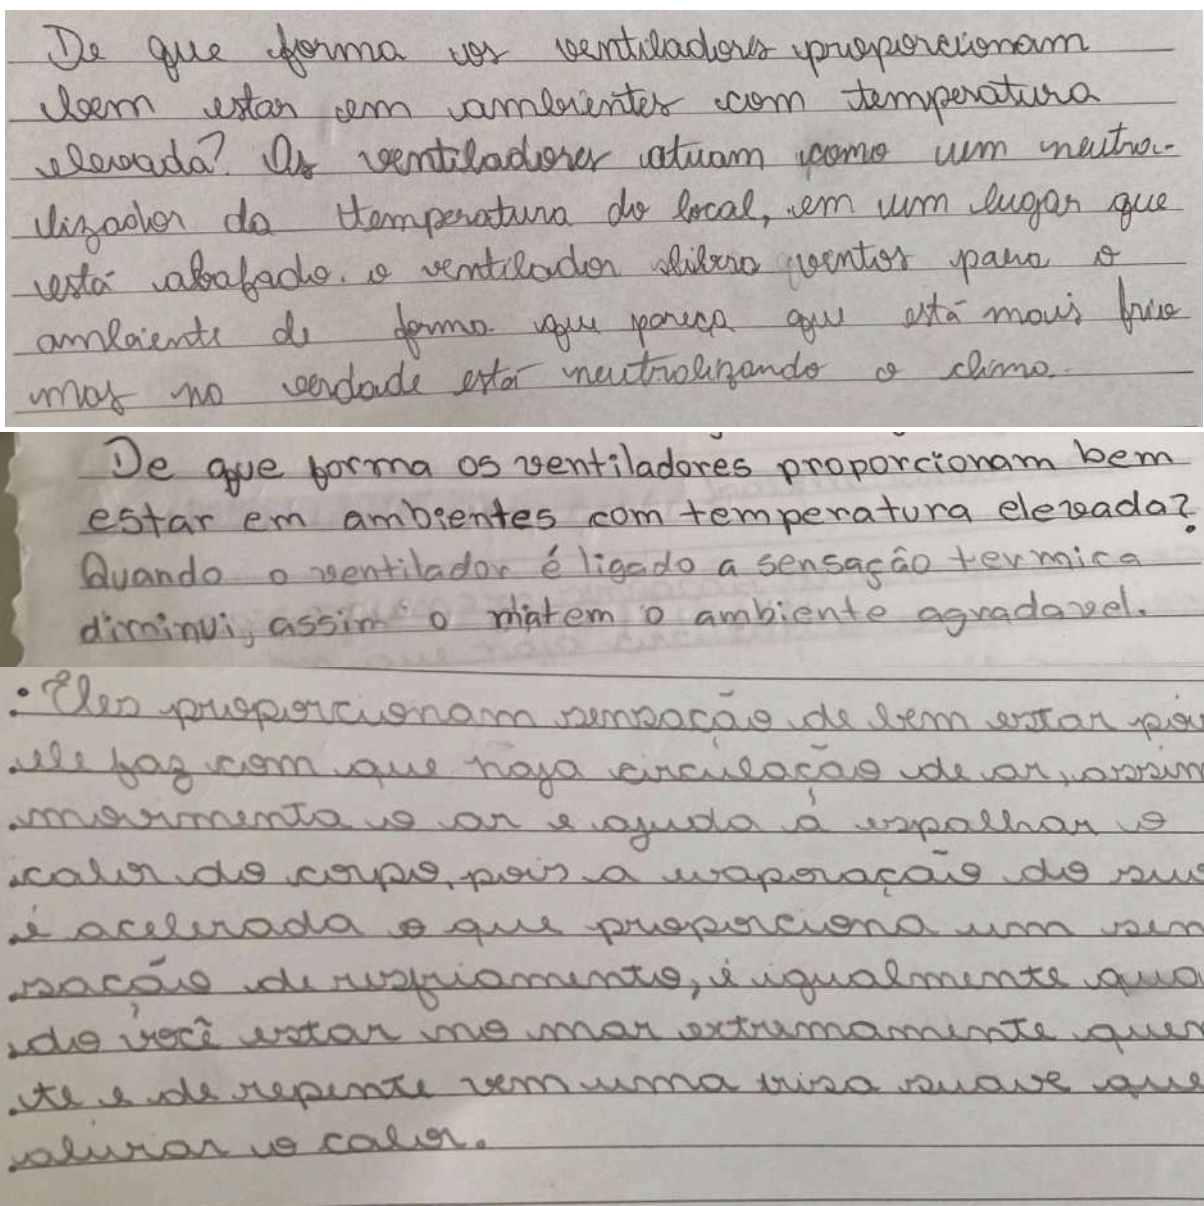 De que forma os ventiladores proporcionam
bem estar em ambientes com temperatura
elevada? Os ventiladores atuam como um neutra-
lizador da temperatura do local, em um lugar que
está abafado. o ventilador libera ventos para o
ambiente de forma que pareça que está mais frio
mas na verdade está neutralizando o clima.
De que forma os ventiladores proporcionam bem
estar em ambientes com temperatura elevada?
Quando o ventilador é ligado a sensação termica
diminui, assim o matem o ambiente agradavel.
• Eles proporcionam sensação de bem estar poi
ele faz com que haja circulação de ar, assim
movimenta o ar e ajuda á espalhar o
calor do corpo, pois a evaporação do suo
é acelerada o que proporciona um sen
sação de resfriamento, é igualmente qua
do você estar no mar extremamente quen
te e de repente vem uma brisa suave que
aliviar o calor.